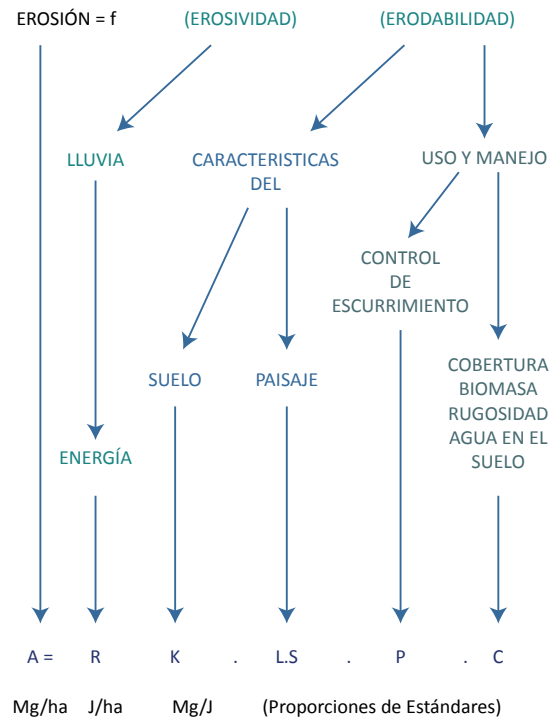 EROSIÓN = f (EROSIVIDAD) (ERODABILIDAD)
LLUVIA
CARACTERISTICAS
DEL
USO Y MANEJO
CONTROL
DE
ESCURRIMIENTO
SUELO
PAISAJE
COBERTURA
BIOMASA
RUGOSIDAD
AGUA EN EL
SUELO
ENERGÍA
A = R K . L.S . P . C
Mg/ha J/ha Mg/J (Proporciones de Estándares)